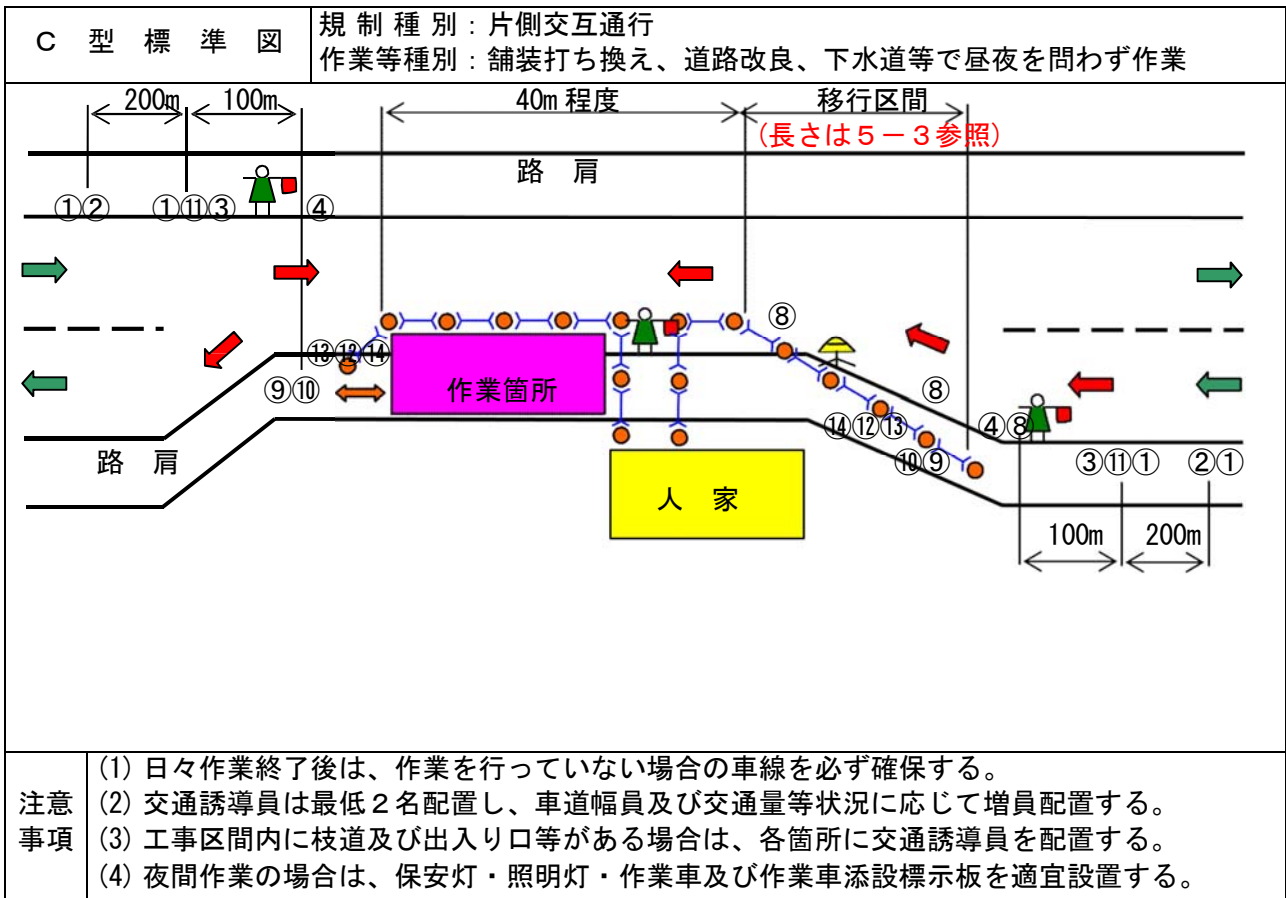 C 型 標 準 図
規 制 種 別：片側交互通行
作業等種別：舗装打ち換え、道路改良、下水道等で昼夜を問わず作業
200m 100m 40m 程度 移行区間
(長さは５－３参照)
路 肩
①② ①⑪③ ④
⑧
⑬⑫⑭
作業箇所
⑨⑩
⑧
⑭⑫⑬ ④⑧
路 肩
⑩⑨ ③⑪① ②①
人 家
100m 200m
注意
事項
(1) 日々作業終了後は、作業を行っていない場合の車線を必ず確保する。
(2) 交通誘導員は最低２名配置し、車道幅員及び交通量等状況に応じて増員配置する。
(3) 工事区間内に枝道及び出入り口等がある場合は、各箇所に交通誘導員を配置する。
(4) 夜間作業の場合は、保安灯・照明灯・作業車及び作業車添設標示板を適宜設置する。